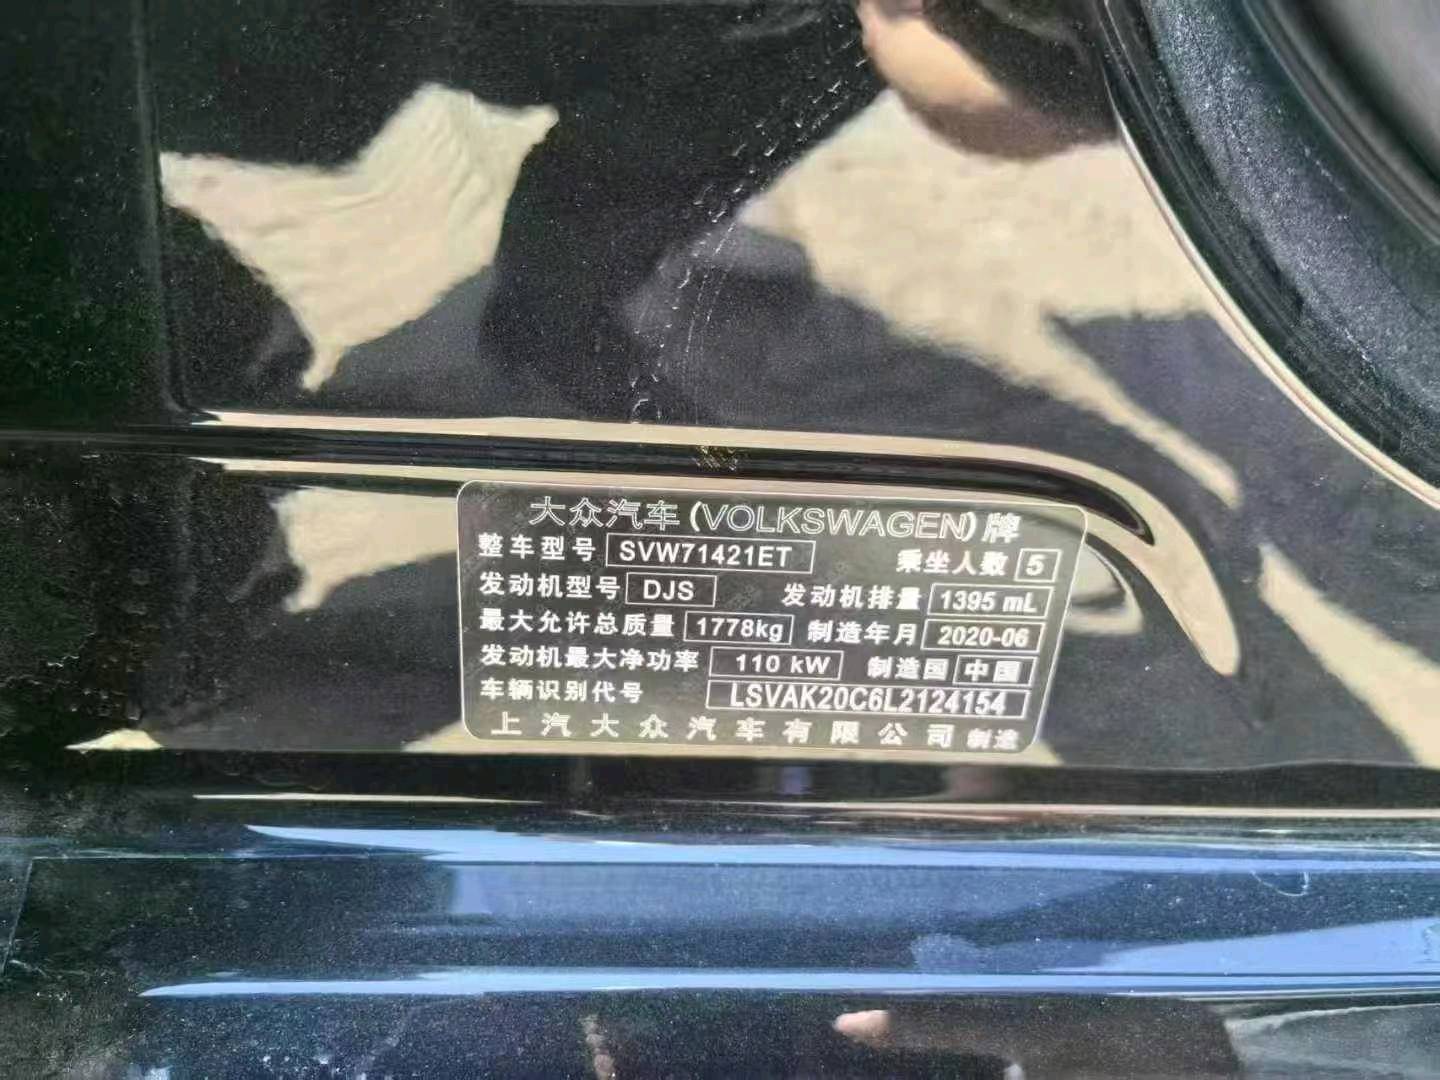 大众汽车(VOLKSWAGEN)牌
整车型号 SVW71421ET 乘坐人数 5
发动机型号 DJS 发动机排量 1395 mL
最大允许总质量 1778kg 制造年月 2020-06
发动机最大净功率 110 kW 制造国 中国
车辆识别代号 LSVAK20C6L2124154
上汽大众汽车有限公司 制造